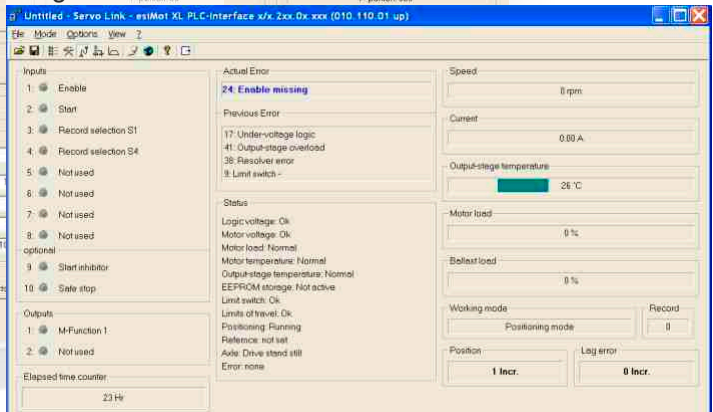 Untitled - Servo Link - esiMot XL PLC-Interface x/x.2xx.0x.xxx (010.110.01 up)
File Mode Options View ?
Inputs
1: Enable
2: Start
3: Record selection S1
4: Record selection S4
5: Not used
6: Not used
7: Not used
8: Not used
optional
9 Start inhibitor
10: Safe stop
Outputs
1: M-Function 1
2: Not used
Elapsed time counter
23 Hr
Actual Error
24: Enable missing
Previous Error
17: Under-voltage logic
41: Output-stage overload
38: Resolver error
9: Limit switch -
Status
Logic voltage: Ok
Motor voltage: Ok
Motor load: Normal
Motor temperature: Normal
Output-stage temperature: Normal
EEPROM storage: Not active
Limit switch: Ok
Limits of travel: Ok
Positioning: Running
Refernce: not set
Axle: Drive stand still
Error: none
Speed
0 rpm
Current
0.00 A
Output-stage temperature
26 °C
Motor load
0 %
Ballast load
0 %
Working mode
Positioning mode
Record
0
Position
1 Incr.
Lag error
0 Incr.